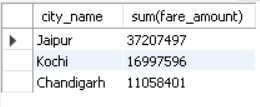 city_name sum(fare_amount)
Jaipur 37207497
Kochi 16997596
Chandigarh 11058401